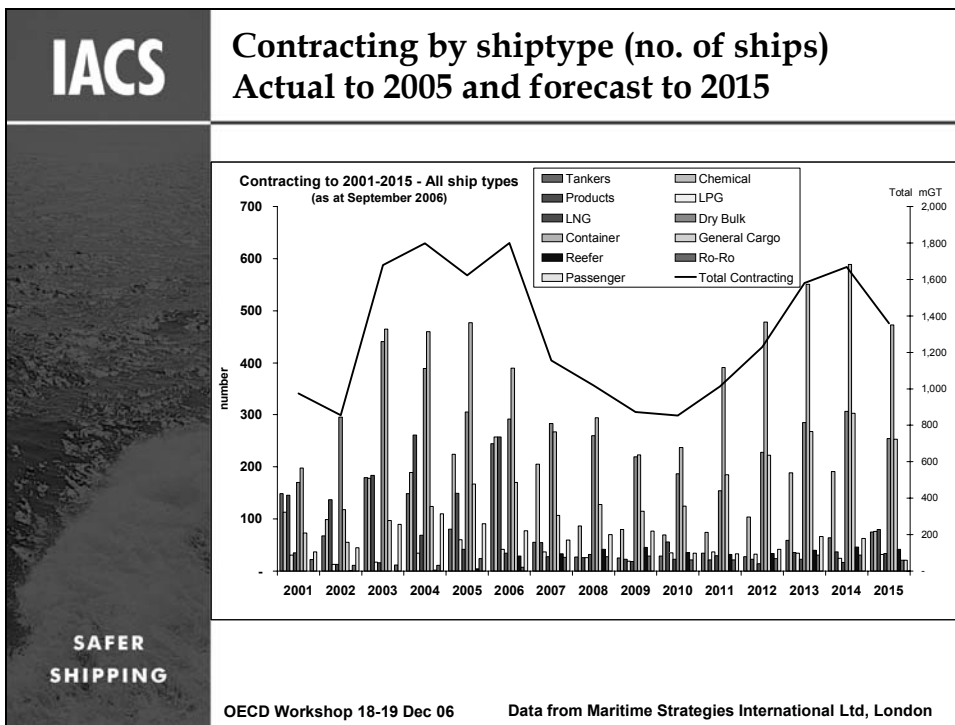 IACS
Contracting by shiptype (no. of ships)
Actual to 2005 and forecast to 2015
Contracting to 2001-2015 - All ship types
(as at September 2006)
Tankers
Chemical
Products
LPG
LNG
Dry Bulk
Container
General Cargo
Reefer
Ro-Ro
Passenger
Total Contracting
Total mGT
number
700
600
500
400
300
200
100
-
2,000
1,800
1,600
1,400
1,200
1,000
800
600
400
200
-
2001 2002 2003 2004 2005 2006 2007 2008 2009 2010 2011 2012 2013 2014 2015
SAFER
SHIPPING
OECD Workshop 18-19 Dec 06 Data from Maritime Strategies International Ltd, London